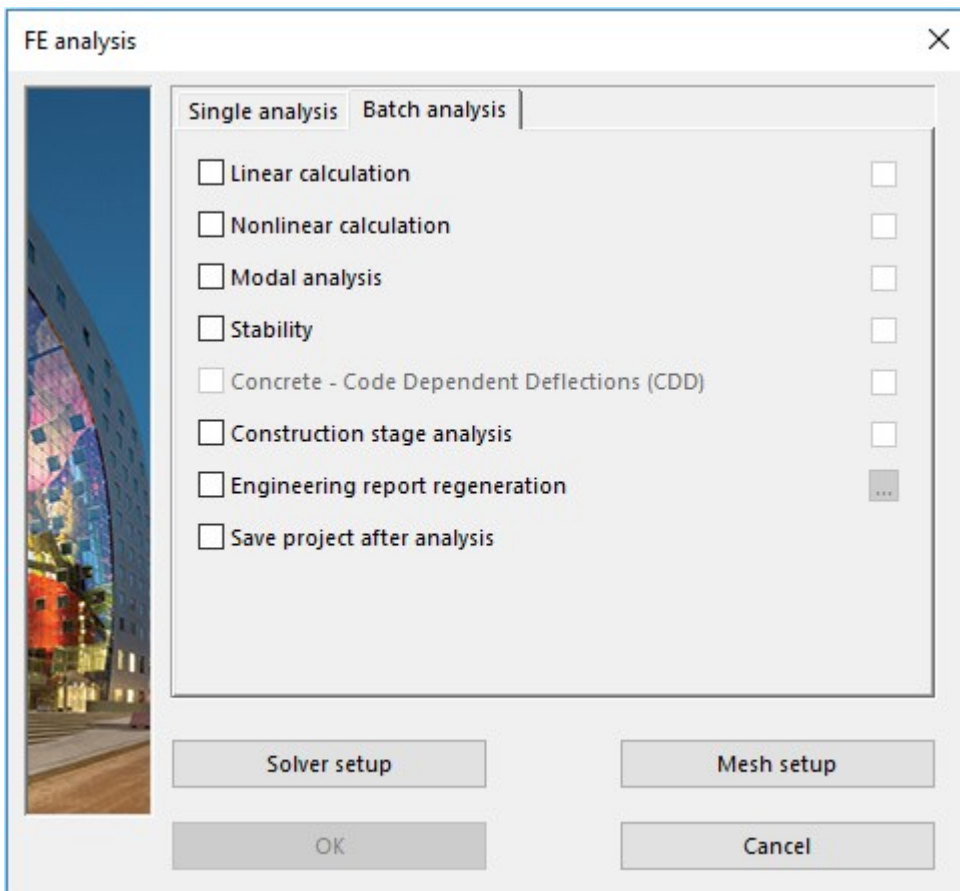 FE analysis
Single analysis Batch analysis
Linear calculation
Nonlinear calculation
Modal analysis
Stability
Concrete - Code Dependent Deflections (CDD)
Construction stage analysis
Engineering report regeneration ...
Save project after analysis
Solver setup Mesh setup
OK Cancel